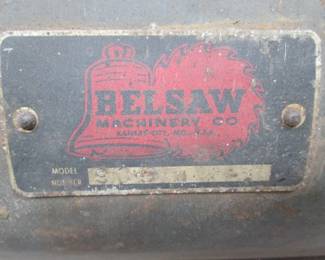 BELSAW
MACHINERY CO
KANSAS CITY, MO., U.S.A.
MODEL
NUMBER